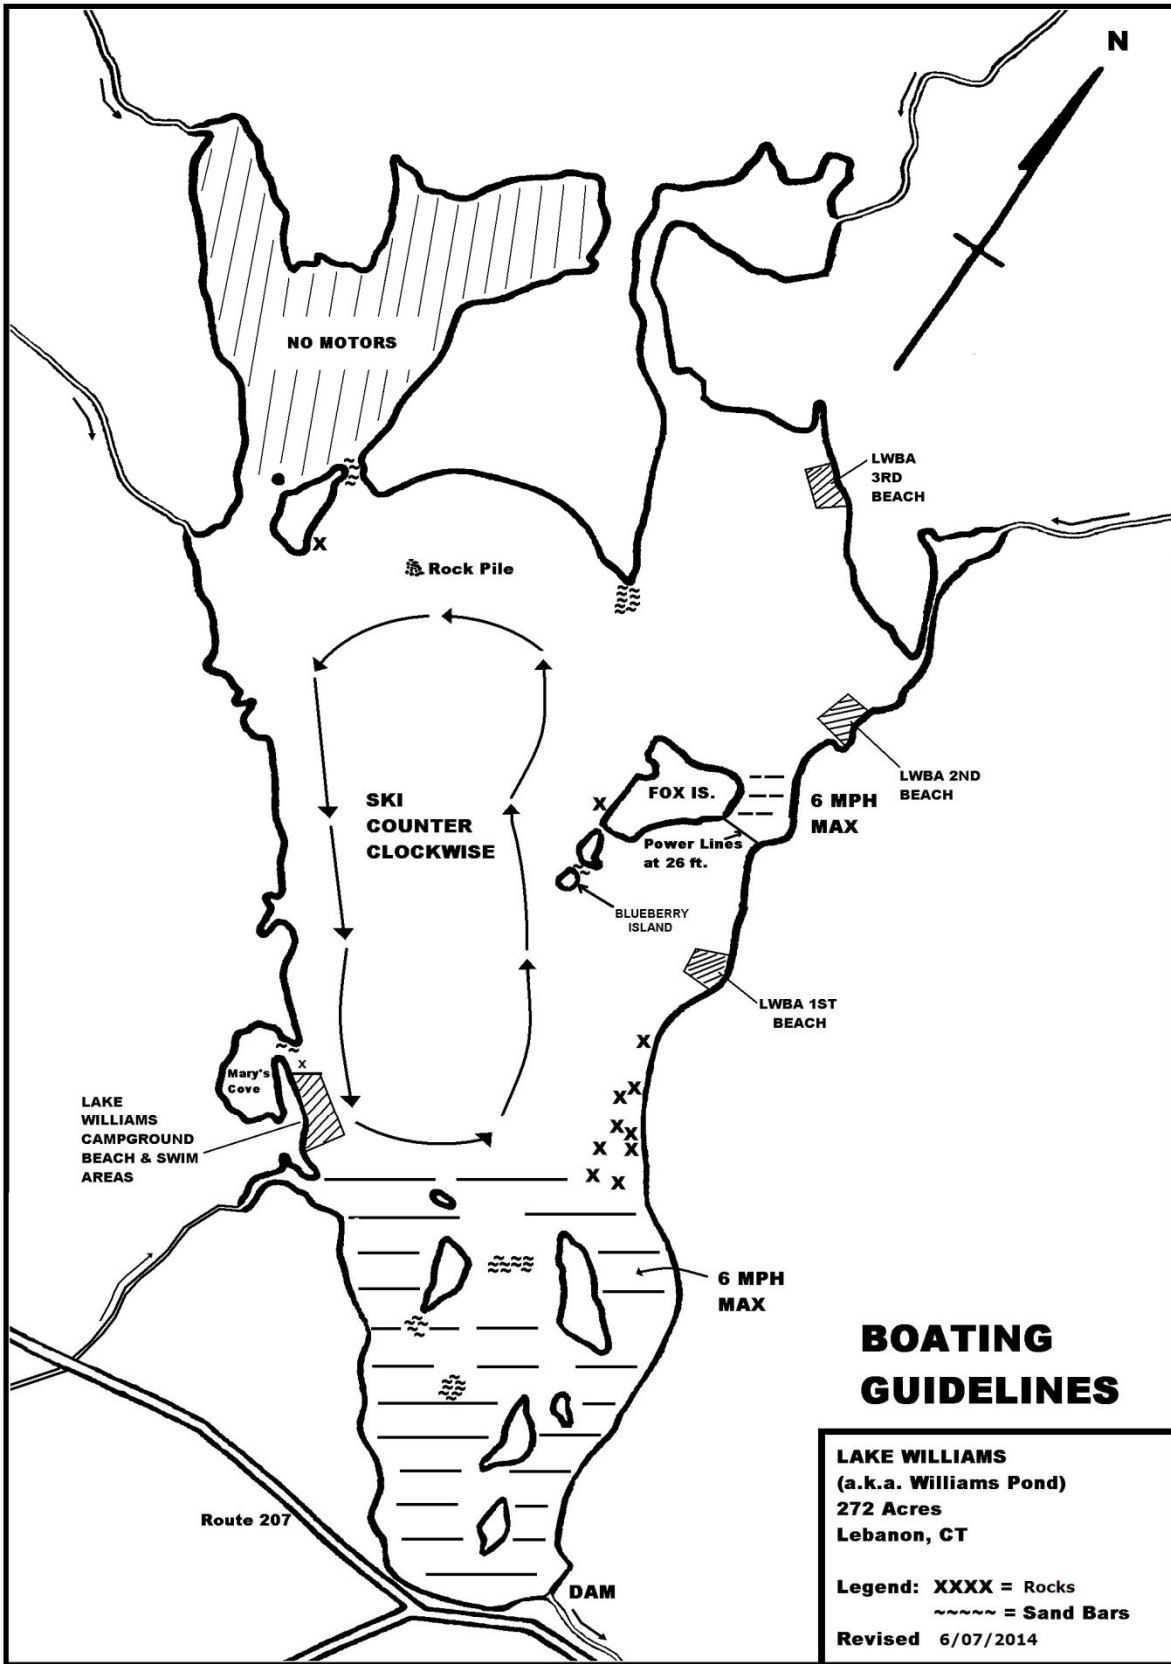 N
NO MOTORS
LWBA
3RD
BEACH
X
Rock Pile
LWBA 2ND
BEACH
SKI
COUNTER
CLOCKWISE
FOX IS.
X
6 MPH
MAX
Power Lines
at 26 ft.
BLUEBERRY
ISLAND
LWBA 1ST
BEACH
X
Mary's
Cove
X
X
X
X
X
X
X
X
X
X
LAKE
WILLIAMS
CAMPGROUND
BEACH & SWIM
AREAS
6 MPH
MAX
Route 207
DAM
BOATING
GUIDELINES
LAKE WILLIAMS
(a.k.a. Williams Pond)
272 Acres
Lebanon, CT
Legend: XXXX = Rocks
~~~~~ = Sand Bars
Revised 6/07/2014